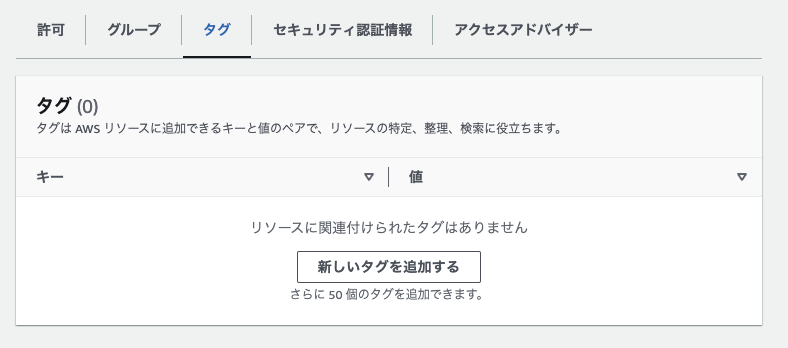 許可 グループ タグ セキュリティ認証情報 アクセスアドバイザー
タグ (0)
タグは AWS リソースに追加できるキーと値のペアで、リソースの特定、整理、検索に役立ちます。
キー 値
リソースに関連付けられたタグはありません
新しいタグを追加する
さらに 50 個のタグを追加できます。